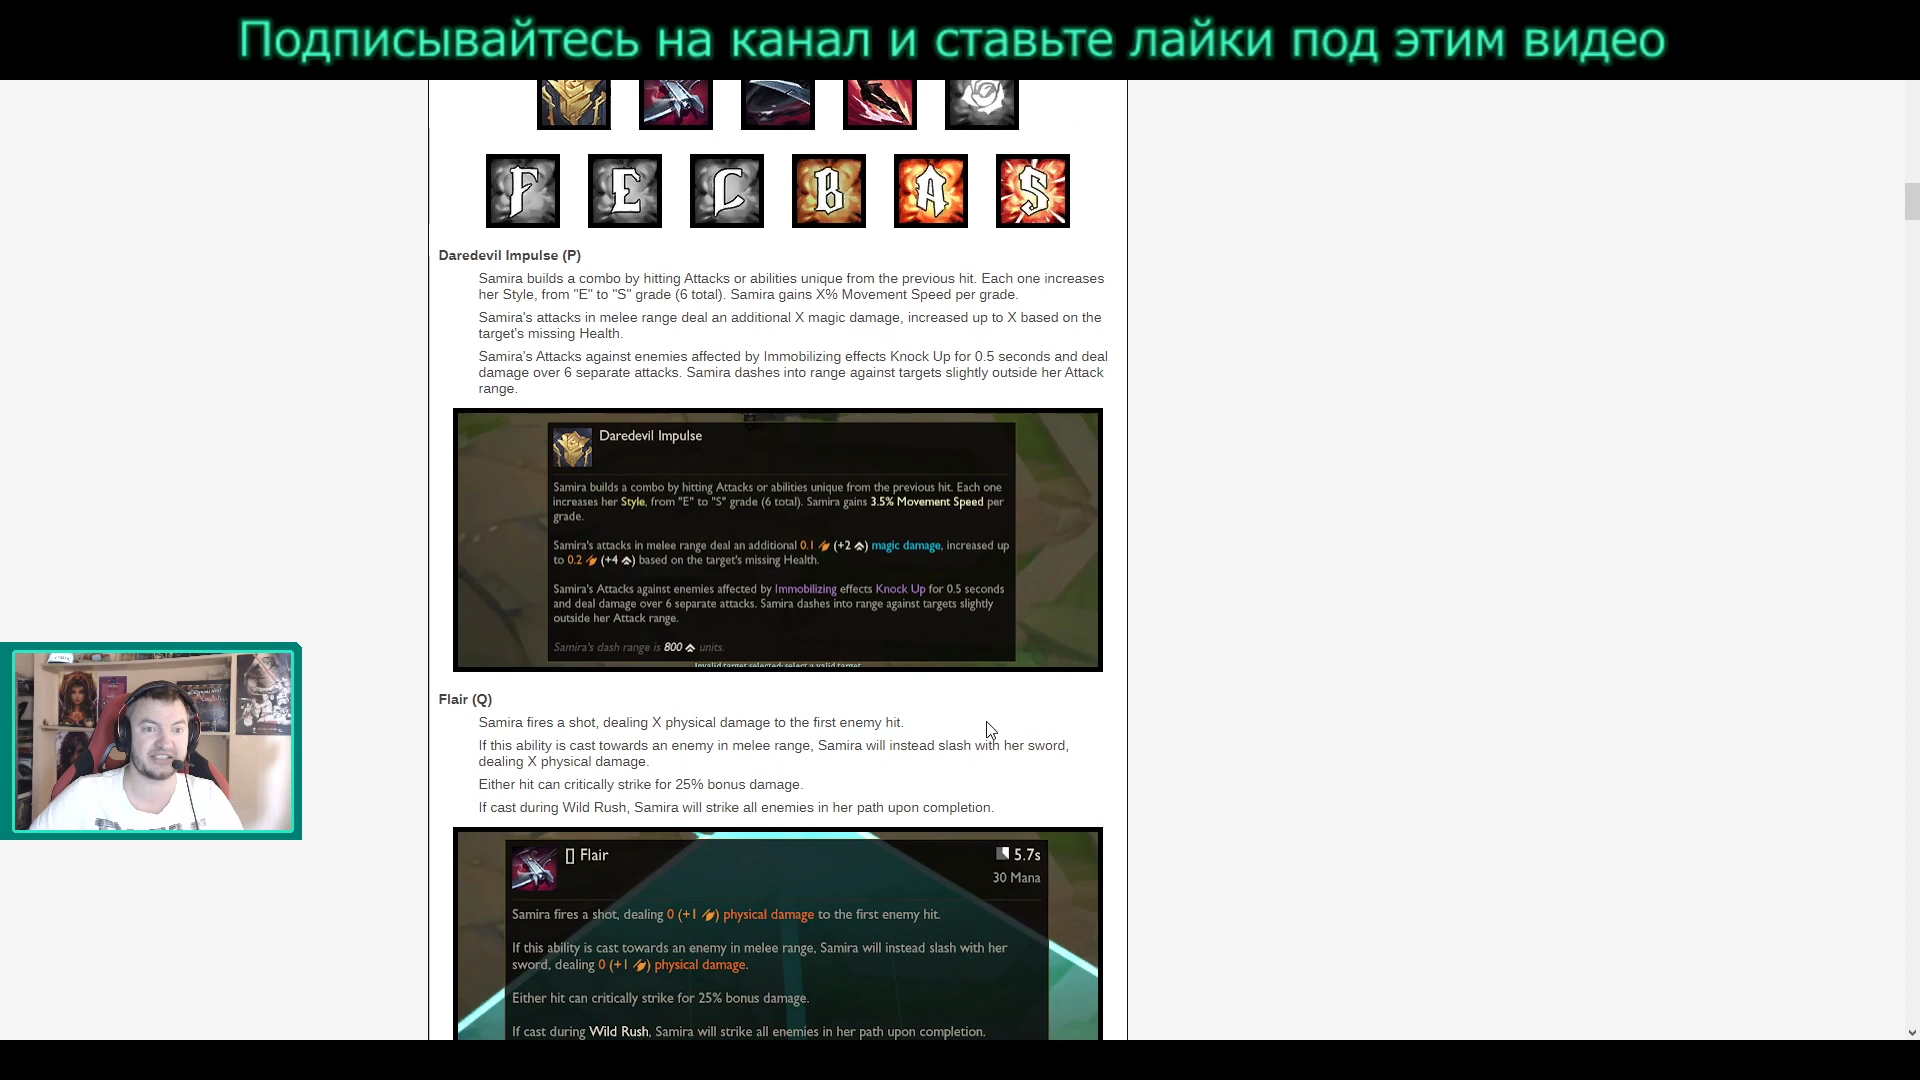 Подписывайтесь на канал и ставьте лайки под этим видео
F E C B A S
Daredevil Impulse (P)
Samira builds a combo by hitting Attacks or abilities unique from the previous hit. Each one increases
her Style, from "E" to "S" grade (6 total). Samira gains X% Movement Speed per grade.
Samira's attacks in melee range deal an additional X magic damage, increased up to X based on the
target's missing Health.
Samira's Attacks against enemies affected by Immobilizing effects Knock Up for 0.5 seconds and deal
damage over 6 separate attacks. Samira dashes into range against targets slightly outside her Attack
range.
Daredevil Impulse
Samira builds a combo by hitting Attacks or abilities unique from the previous hit. Each one
increases her Style, from "E" to "S" grade (6 total). Samira gains 3.5% Movement Speed per
grade.
Samira's attacks in melee range deal an additional 0.1 (+2 ) magic damage, increased up
to 0.2 (+4 ) based on the target's missing Health.
Samira's Attacks against enemies affected by Immobilizing effects Knock Up for 0.5 seconds
and deal damage over 6 separate attacks. Samira dashes into range against targets slightly
outside her Attack range.
Samira's dash range is 800 units.
Invalid target selected: select a valid target
Flair (Q)
Samira fires a shot, dealing X physical damage to the first enemy hit.
If this ability is cast towards an enemy in melee range, Samira will instead slash with her sword,
dealing X physical damage.
Either hit can critically strike for 25% bonus damage.
If cast during Wild Rush, Samira will strike all enemies in her path upon completion.
[] Flair 5.7s
30 Mana
Samira fires a shot, dealing 0 (+1 ) physical damage to the first enemy hit.
If this ability is cast towards an enemy in melee range, Samira will instead slash with her
sword, dealing 0 (+1 ) physical damage.
Either hit can critically strike for 25% bonus damage.
If cast during Wild Rush, Samira will strike all enemies in her path upon completion.